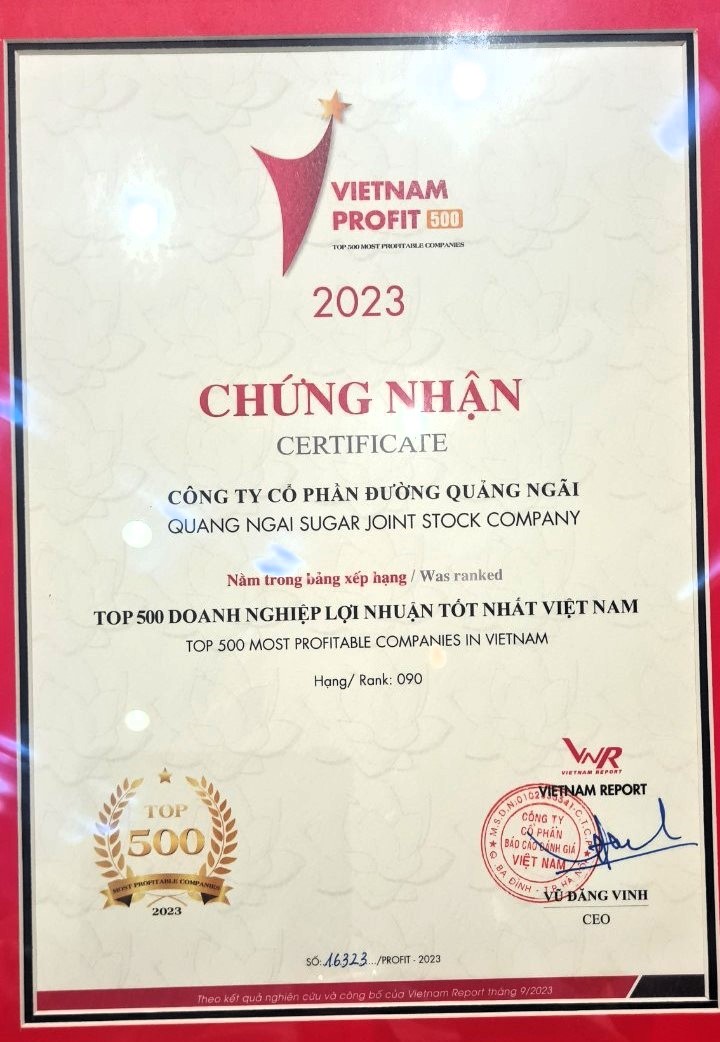 VIETNAM
PROFIT 500
TOP 500 MOST PROFITABLE COMPANIES
2023
CHỨNG NHẬN
CERTIFICATE
CÔNG TY CỔ PHẦN ĐƯỜNG QUẢNG NGÃI
QUANG NGAI SUGAR JOINT STOCK COMPANY
Nằm trong bảng xếp hạng / Was ranked
TOP 500 DOANH NGHIỆP LỢI NHUẬN TỐT NHẤT VIỆT NAM
TOP 500 MOST PROFITABLE COMPANIES IN VIETNAM
Hạng/ Rank: 090
TOP
500
MOST PROFITABLE COMPANIES
2023
VNR
VIETNAM REPORT
VIETNAM REPORT
CÔNG TY
CỔ PHẦN
BÁO CÁO ĐÁNH GIÁ
VIỆT NAM
Q. BA ĐÌNH - T.P. HÀ NỘI
VŨ ĐĂNG VINH
CEO
SỐ: 16323.../PROFIT - 2023
Theo kết quả nghiên cứu và công bố của Vietnam Report tháng 9/2023